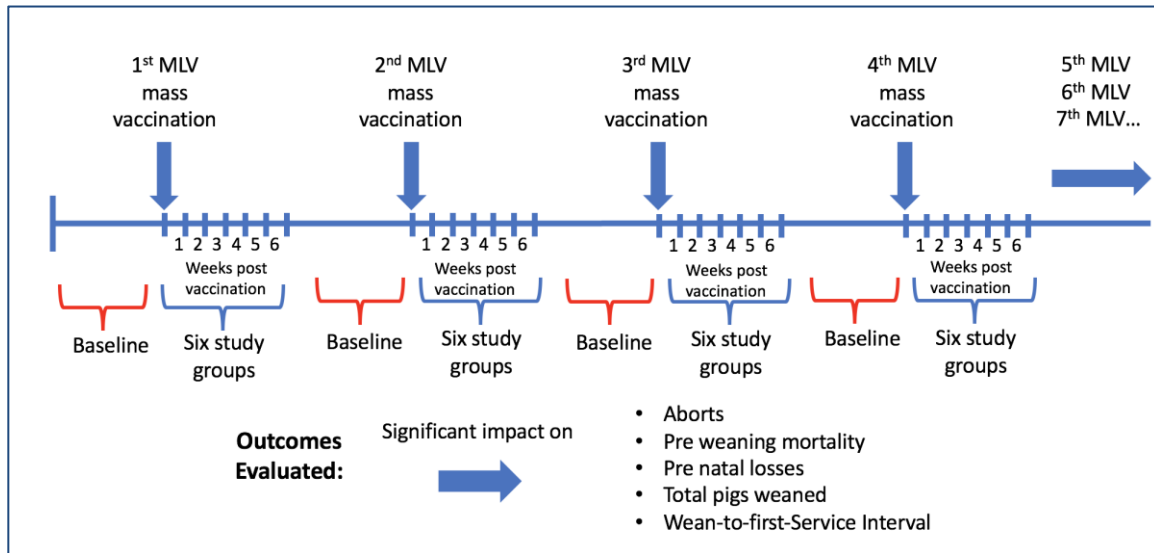 1st MLV
mass
vaccination
2nd MLV
mass
vaccination
3rd MLV
mass
vaccination
4th MLV
mass
vaccination
5th MLV
6th MLV
7th MLV...
1 2 3 4 5 6
Weeks post
vaccination
1 2 3 4 5 6
Weeks post
vaccination
1 2 3 4 5 6
Weeks post
vaccination
1 2 3 4 5 6
Weeks post
vaccination
Baseline
Six study
groups
Baseline
Six study
groups
Baseline
Six study
groups
Baseline
Six study
groups
Outcomes
Evaluated:
Significant impact on
• Aborts
• Pre weaning mortality
• Pre natal losses
• Total pigs weaned
• Wean-to-first-Service Interval